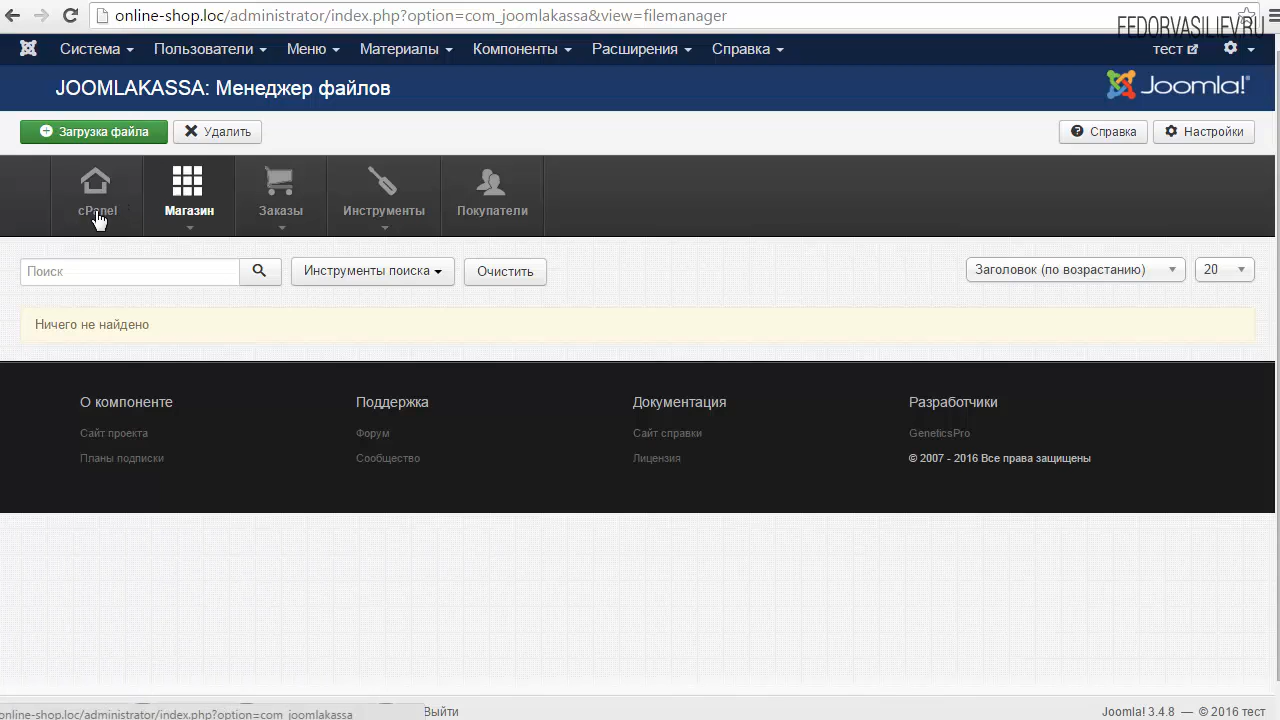 online-shop.loc/administrator/index.php?option=com_joomlakassa&view=filemanager
FEDORVASILIEV.RU
Система Пользователи Меню Материалы Компоненты Расширения Справка тест
JOOMLAKASSA: Менеджер файлов Joomla!
Загрузка файла Удалить Справка Настройки
cPanel Магазин Заказы Инструменты Покупатели
Поиск Инструменты поиска Очистить Заголовок (по возрастанию) 20
Ничего не найдено
О компоненте Поддержка Документация Разработчики
Сайт проекта Форум Сайт справки GeneticsPro
Планы подписки Сообщество Лицензия © 2007 - 2016 Все права защищены
online-shop.loc/administrator/index.php?option=com_joomlakassa Выйти Joomla! 3.4.8 — © 2016 тест